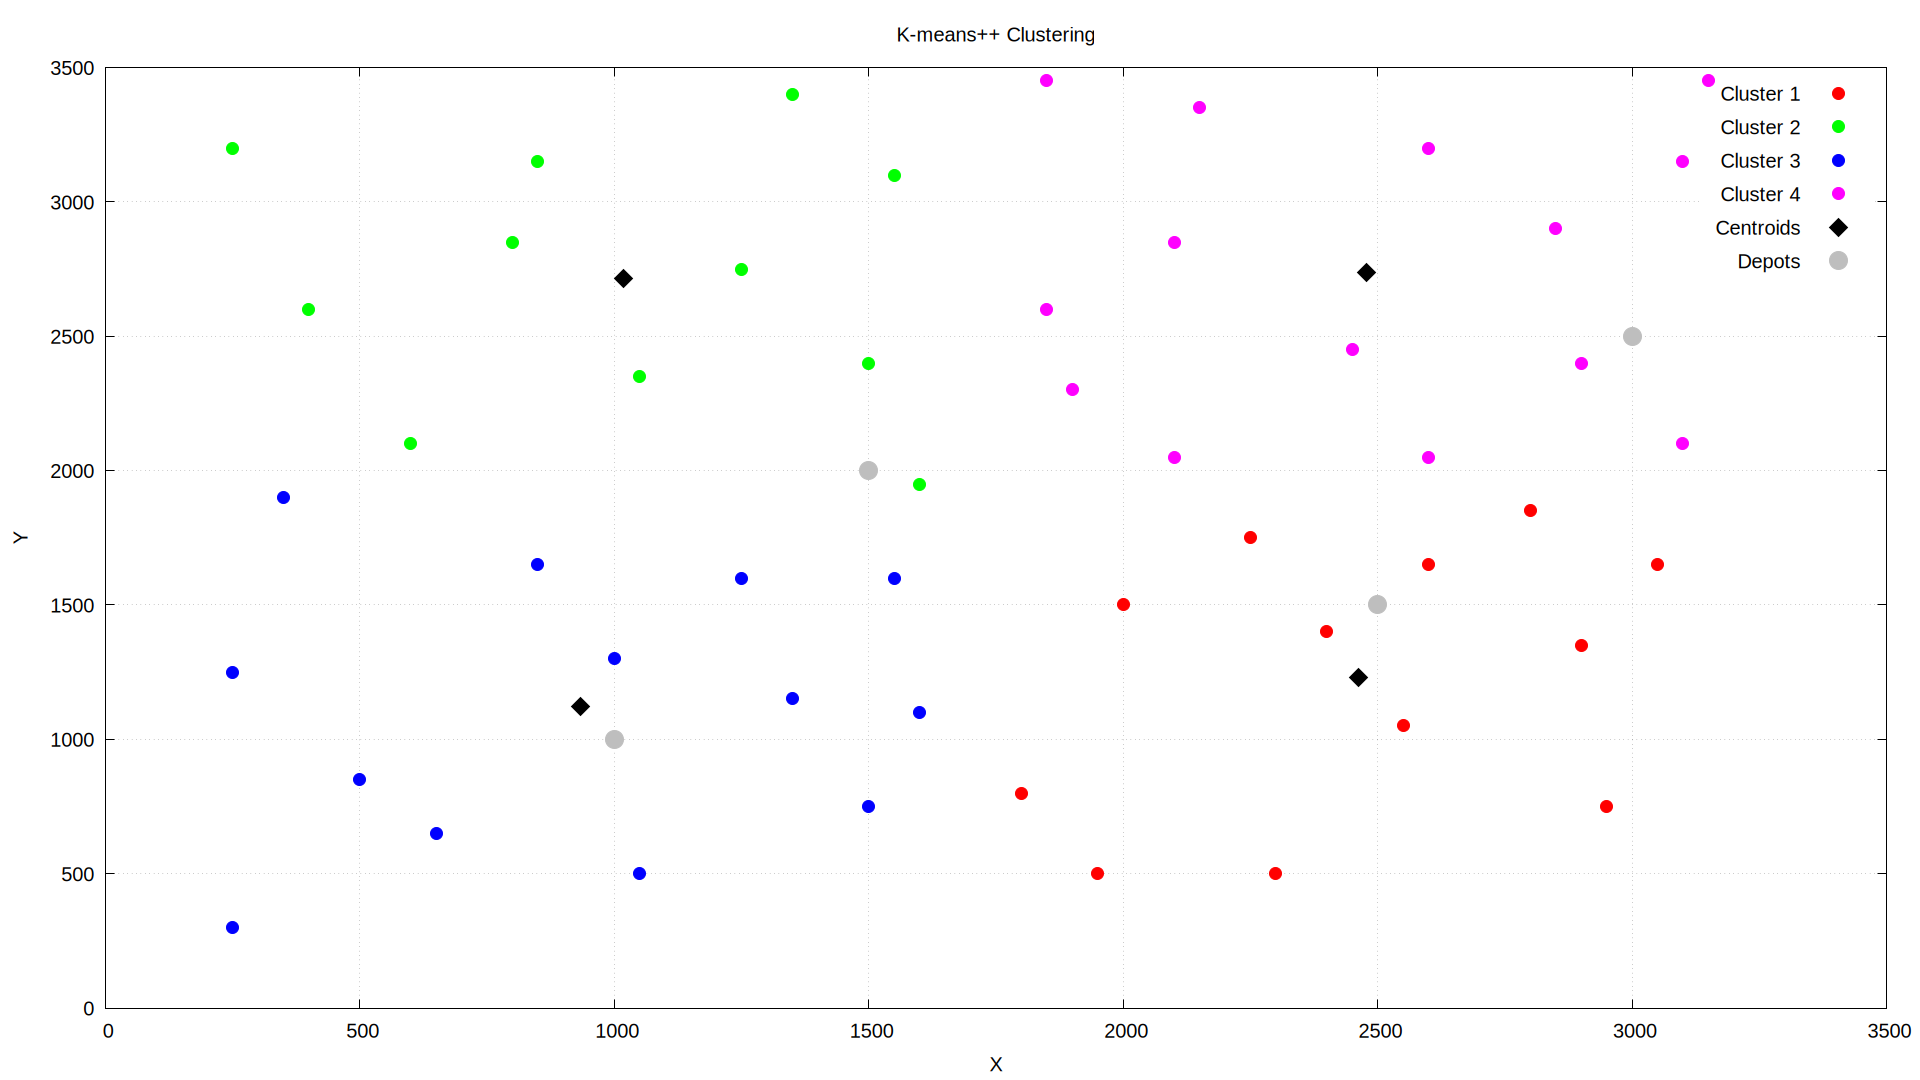 K-means++ Clustering
3500
3000
2500
2000
1500
1000
500
0
Y
Cluster 1
Cluster 2
Cluster 3
Cluster 4
Centroids
Depots
0 500 1000 1500 2000 2500 3000 3500
X